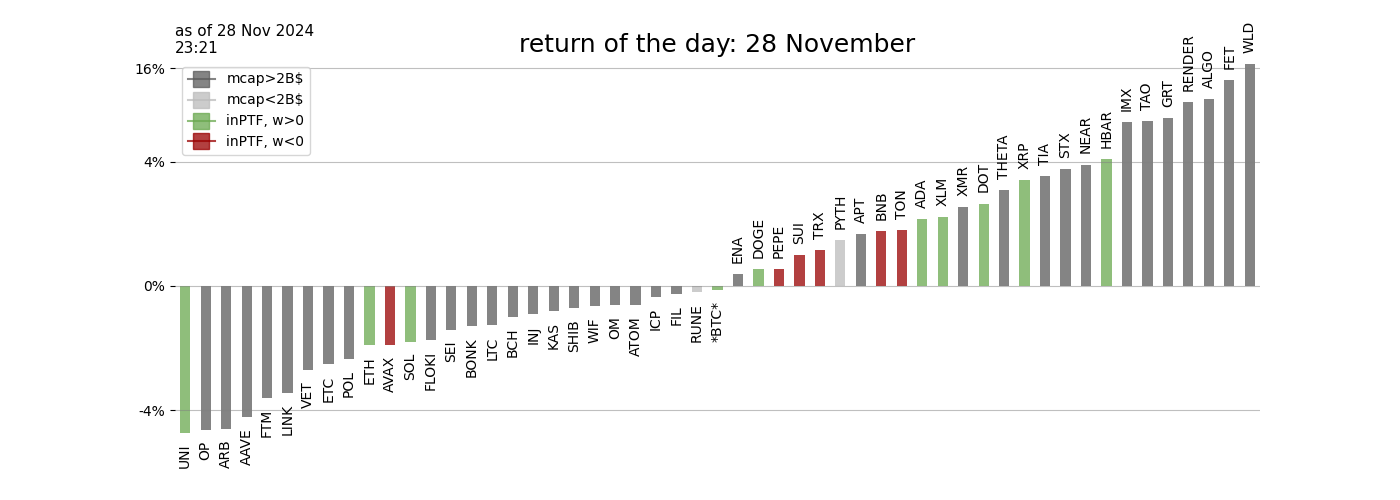 as of 28 Nov 2024
23:21
return of the day: 28 November
mcap>2B$
mcap<2B$
inPTF, w>0
inPTF, w<0
16%
4%
0%
-4%
UNI
OP
ARB
AAVE
FTM
LINK
VET
ETC
POL
ETH
AVAX
SOL
FLOKI
SEI
BONK
LTC
BCH
INJ
KAS
SHIB
WIF
OM
ATOM
ICP
FIL
RUNE
*BTC*
ENA
DOGE
PEPE
SUI
TRX
PYTH
APT
BNB
TON
ADA
XLM
XMR
DOT
THETA
XRP
TIA
STX
NEAR
HBAR
IMX
TAO
GRT
RENDER
ALGO
FET
WLD